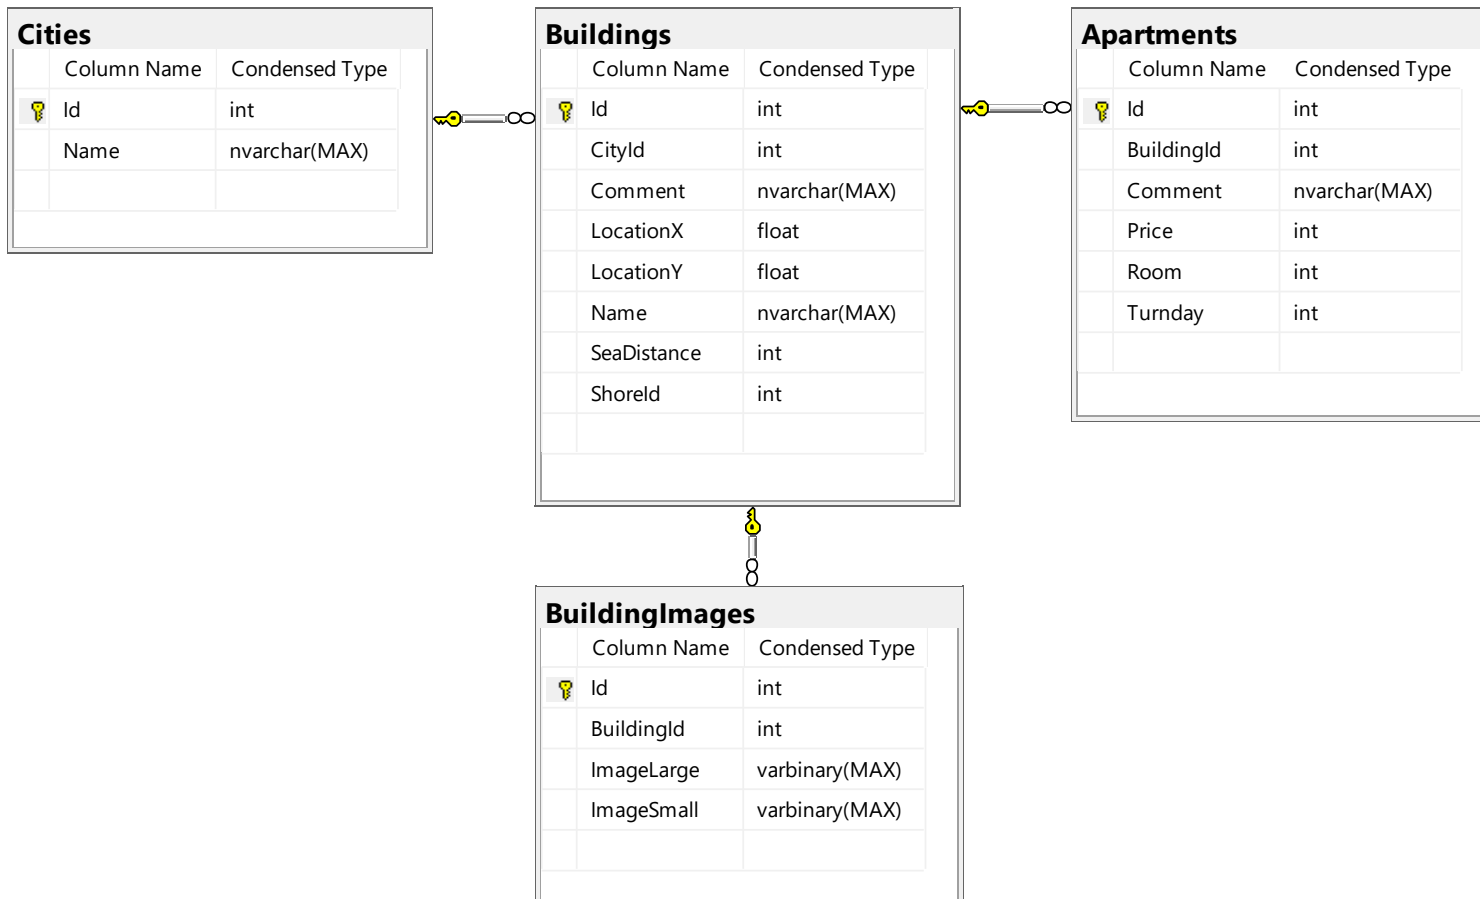 Cities
Column Name Condensed Type
Id int
Name nvarchar(MAX)
Buildings
Column Name Condensed Type
Id int
CityId int
Comment nvarchar(MAX)
LocationX float
LocationY float
Name nvarchar(MAX)
SeaDistance int
ShoreId int
Apartments
Column Name Condensed Type
Id int
BuildingId int
Comment nvarchar(MAX)
Price int
Room int
Turnday int
BuildingImages
Column Name Condensed Type
Id int
BuildingId int
ImageLarge varbinary(MAX)
ImageSmall varbinary(MAX)